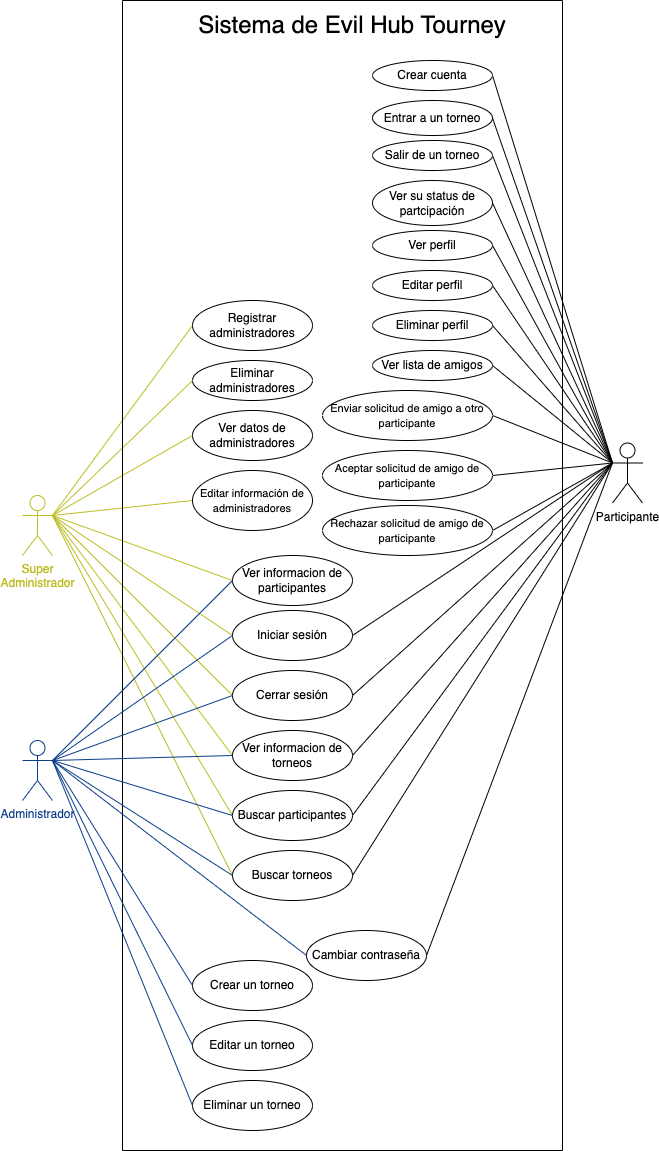 Sistema de Evil Hub Tourney
Crear cuenta
Entrar a un torneo
Salir de un torneo
Ver su status de
partcipación
Ver perfil
Editar perfil
Eliminar perfil
Ver lista de amigos
Enviar solicitud de amigo a otro
participante
Aceptar solicitud de amigo de
participante
Rechazar solicitud de amigo de
participante
Participante
Registrar
administradores
Eliminar
administradores
Ver datos de
administradores
Editar información de
administradores
Super
Administrador
Ver informacion de
participantes
Iniciar sesión
Cerrar sesión
Ver informacion de
torneos
Buscar participantes
Buscar torneos
Administrador
Cambiar contraseña
Crear un torneo
Editar un torneo
Eliminar un torneo